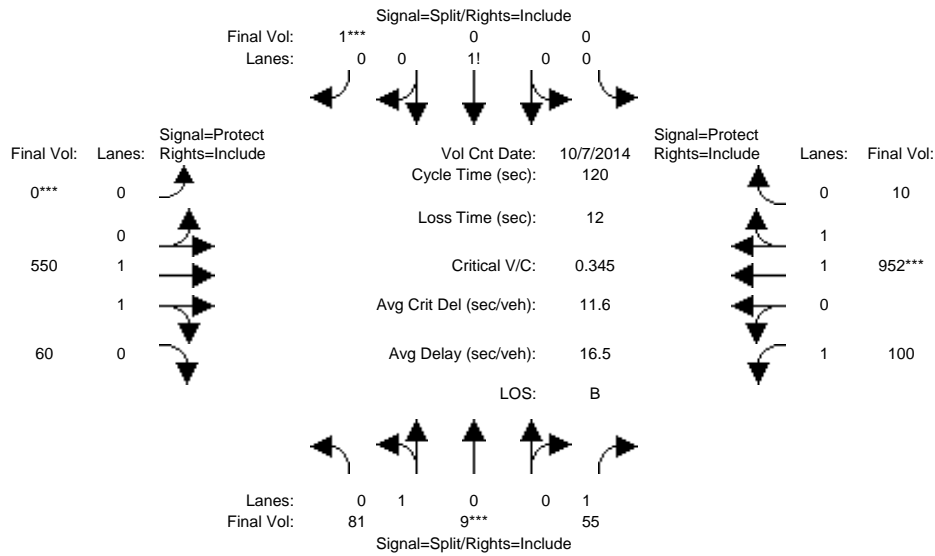 Signal=Split/Rights=Include
Final Vol: 1*** 0 0
Lanes: 0 0 1! 0 0
Signal=Protect Signal=Protect
Final Vol: Lanes: Rights=Include Vol Cnt Date: 10/7/2014 Rights=Include Lanes: Final Vol:
Cycle Time (sec): 120
0*** 0 0 10
Loss Time (sec): 12
0 1
550 1 Critical V/C: 0.345 1 952***
1 Avg Crit Del (sec/veh): 11.6 0
60 0 Avg Delay (sec/veh): 16.5 1 100
LOS: B
Lanes: 0 1 0 0 1
Final Vol: 81 9*** 55
Signal=Split/Rights=Include